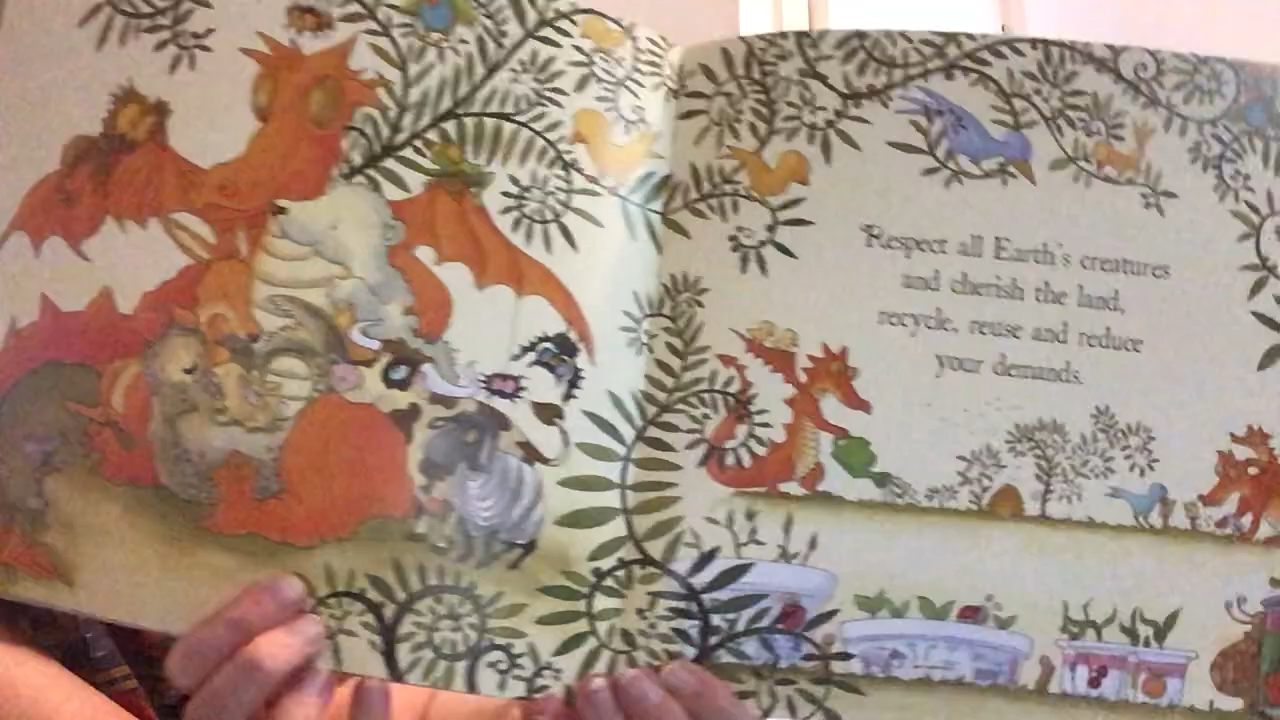 Respect all Earth's creatures
and cherish the land,
recycle, reuse and reduce
your demands.